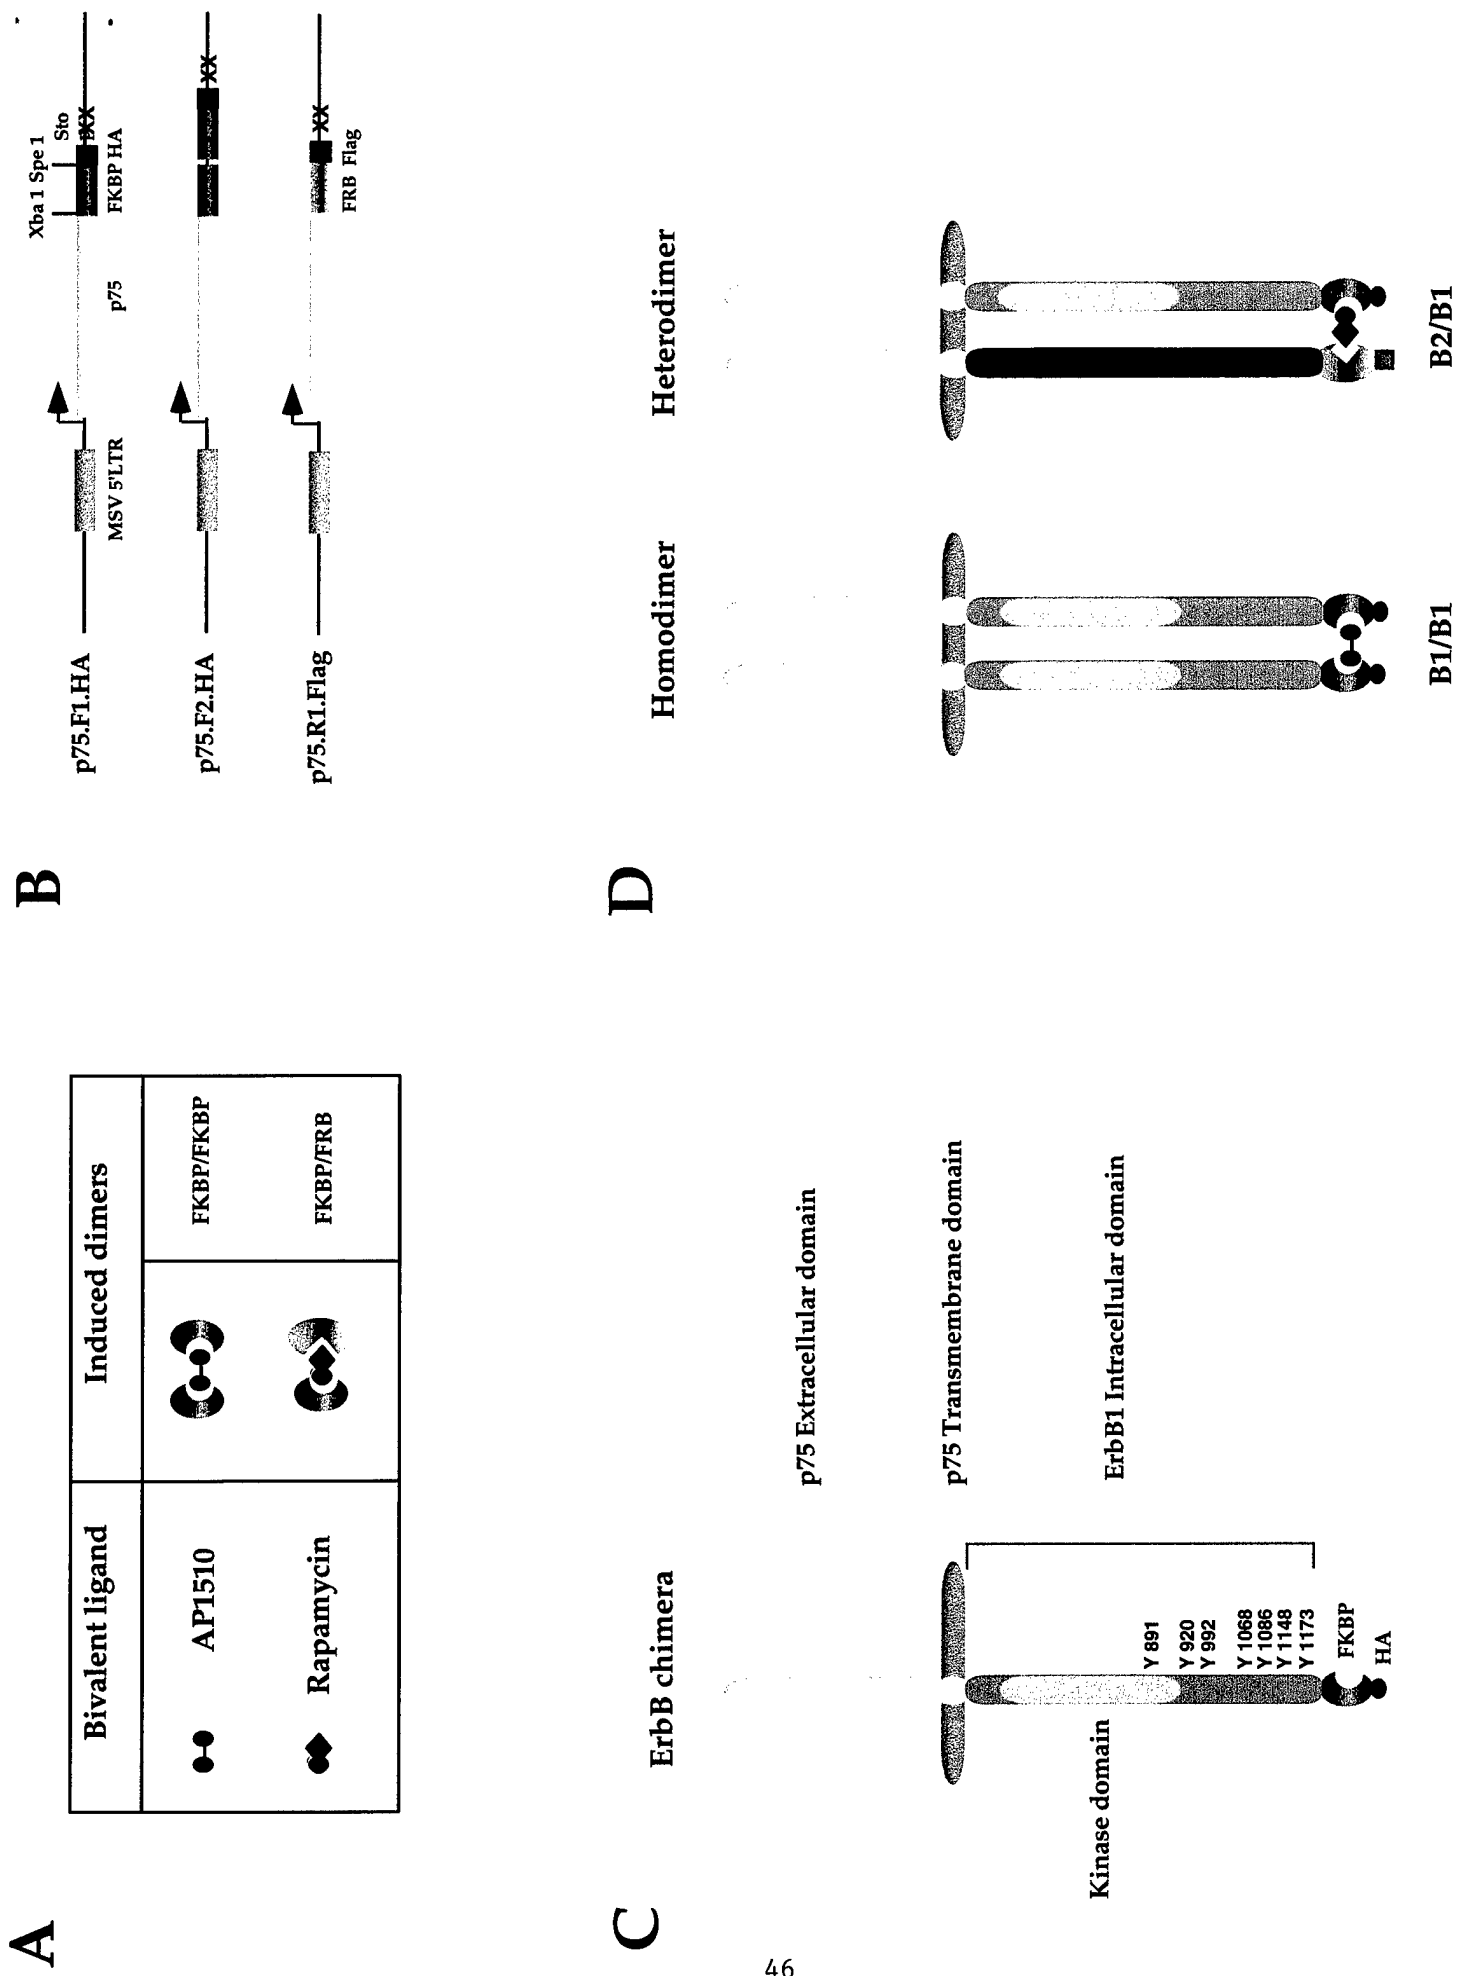 A
Bivalent ligand Induced dimers
AP1510 FKBP/FKBP
Rapamycin FKBP/FRB
B
Xba 1 Spe 1
Sto
p75.F1.HA XX
MSV 5'LTR p75 FKBP HA
p75.F2.HA XX
p75.R1.Flag XX
FRB Flag
C
ErbB chimera
p75 Extracellular domain
p75 Transmembrane domain
Kinase domain
ErbB1 Intracellular domain
Y 891
Y 920
Y 992
Y 1068
Y 1086
Y 1148
Y 1173
FKBP
HA
D
Homodimer Heterodimer
B1/B1 B2/B1
46